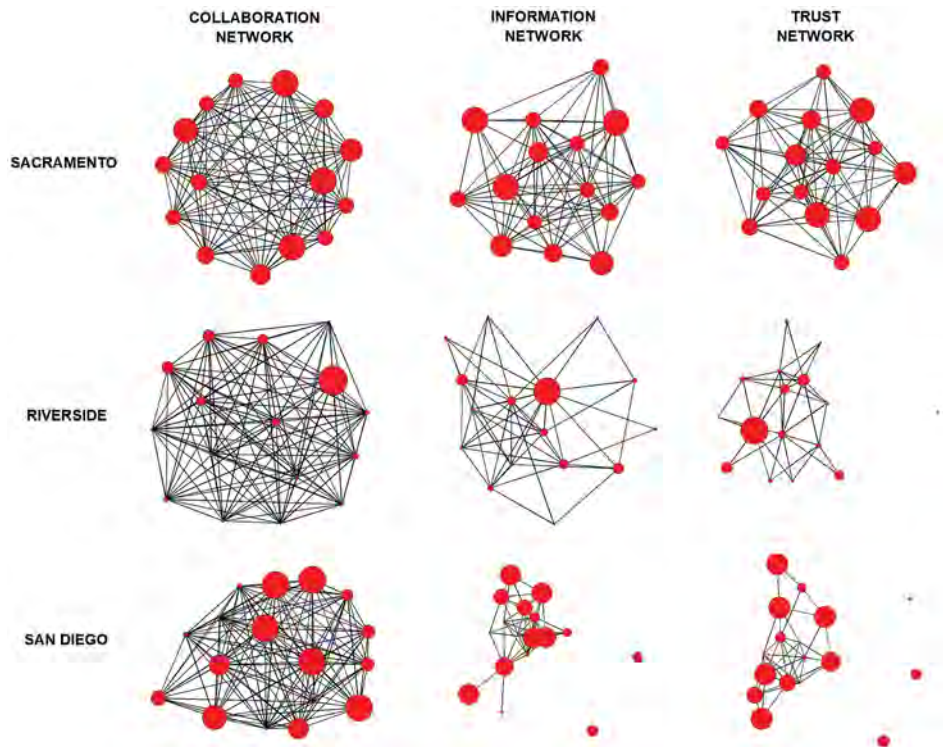 COLLABORATION
NETWORK
INFORMATION
NETWORK
TRUST
NETWORK
SACRAMENTO
RIVERSIDE
SAN DIEGO